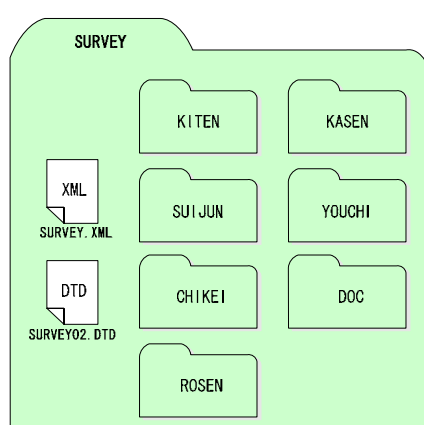 SURVEY
KITEN
KASEN
XML
SURVEY.XML
SUIJUN
YOUCHI
DTD
SURVEY02.DTD
CHIKEI
DOC
ROSEN